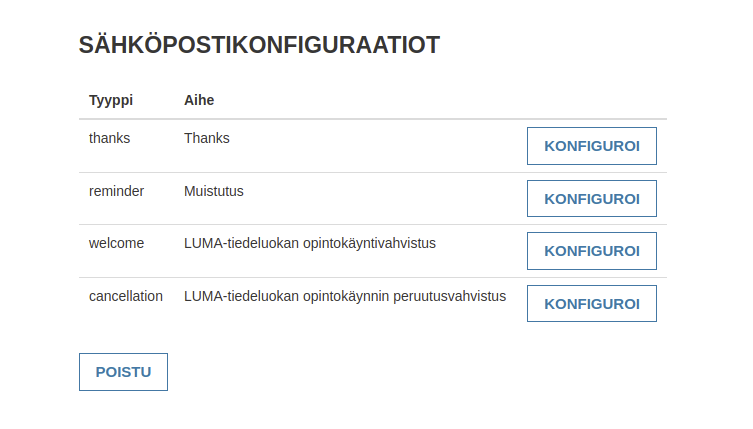 SÄHKÖPOSTIKONFIGURAATIOT
Tyyppi Aihe
thanks Thanks KONFIGUROI
reminder Muistutus KONFIGUROI
welcome LUMA-tiedeluokan opintokäyntivahvistus KONFIGUROI
cancellation LUMA-tiedeluokan opintokäynnin peruutusvahvistus KONFIGUROI
POISTU